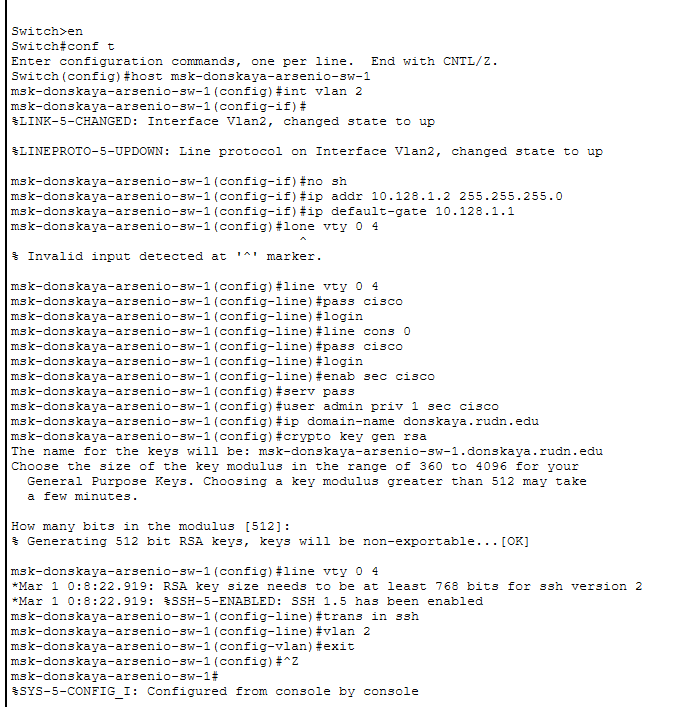 Switch>en
Switch#conf t
Enter configuration commands, one per line.  End with CNTL/Z.
Switch(config)#host msk-donskaya-arsenio-sw-1
msk-donskaya-arsenio-sw-1(config)#int vlan 2
msk-donskaya-arsenio-sw-1(config-if)#
%LINK-5-CHANGED: Interface Vlan2, changed state to up
%LINEPROTO-5-UPDOWN: Line protocol on Interface Vlan2, changed state to up
msk-donskaya-arsenio-sw-1(config-if)#no sh
msk-donskaya-arsenio-sw-1(config-if)#ip addr 10.128.1.2 255.255.255.0
msk-donskaya-arsenio-sw-1(config-if)#ip default-gate 10.128.1.1
msk-donskaya-arsenio-sw-1(config)#lone vty 0 4
^
% Invalid input detected at '^' marker.
msk-donskaya-arsenio-sw-1(config)#line vty 0 4
msk-donskaya-arsenio-sw-1(config-line)#pass cisco
msk-donskaya-arsenio-sw-1(config-line)#login
msk-donskaya-arsenio-sw-1(config-line)#line cons 0
msk-donskaya-arsenio-sw-1(config-line)#pass cisco
msk-donskaya-arsenio-sw-1(config-line)#login
msk-donskaya-arsenio-sw-1(config-line)#enab sec cisco
msk-donskaya-arsenio-sw-1(config)#serv pass
msk-donskaya-arsenio-sw-1(config)#user admin priv 1 sec cisco
msk-donskaya-arsenio-sw-1(config)#ip domain-name donskaya.rudn.edu
msk-donskaya-arsenio-sw-1(config)#crypto key gen rsa
The name for the keys will be: msk-donskaya-arsenio-sw-1.donskaya.rudn.edu
Choose the size of the key modulus in the range of 360 to 4096 for your
General Purpose Keys. Choosing a key modulus greater than 512 may take
a few minutes.
How many bits in the modulus [512]:
% Generating 512 bit RSA keys, keys will be non-exportable...[OK]
msk-donskaya-arsenio-sw-1(config)#line vty 0 4
*Mar 1 0:8:22.919: RSA key size needs to be at least 768 bits for ssh version 2
*Mar 1 0:8:22.919: %SSH-5-ENABLED: SSH 1.5 has been enabled
msk-donskaya-arsenio-sw-1(config-line)#trans in ssh
msk-donskaya-arsenio-sw-1(config-line)#vlan 2
msk-donskaya-arsenio-sw-1(config-vlan)#exit
msk-donskaya-arsenio-sw-1(config)#^Z
msk-donskaya-arsenio-sw-1#
%SYS-5-CONFIG_I: Configured from console by console